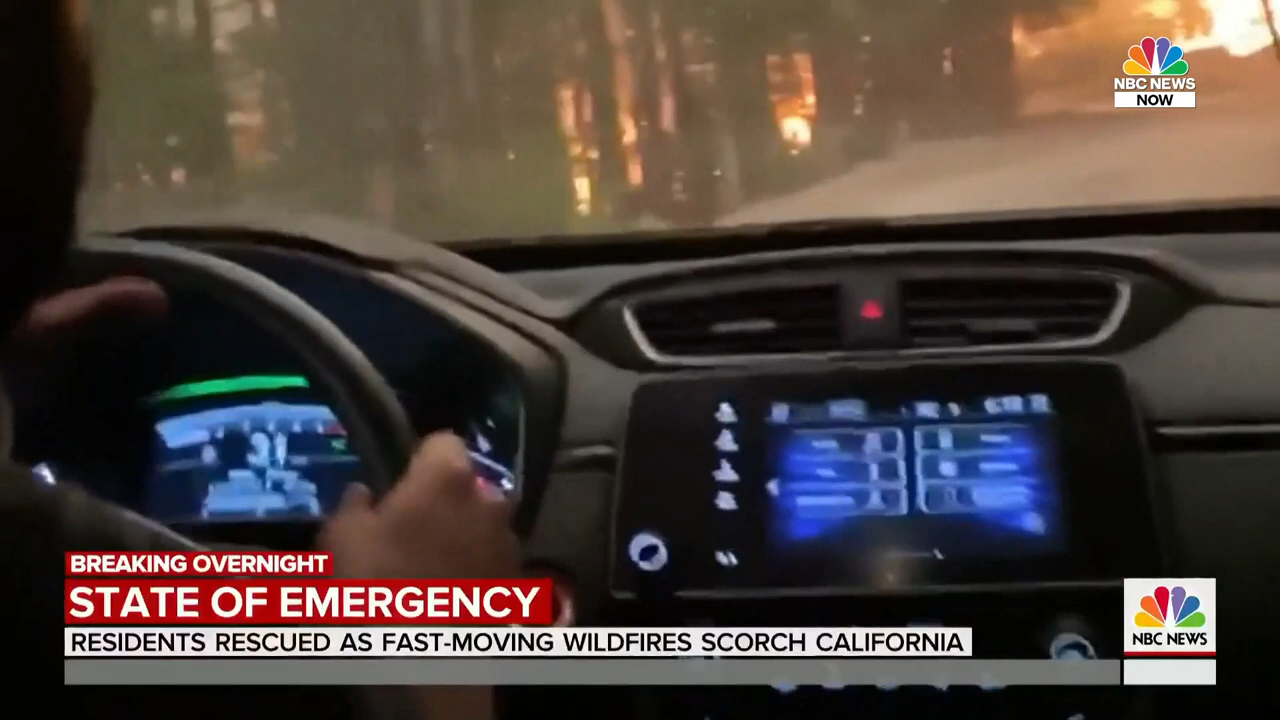 NBC NEWS
NOW
BREAKING OVERNIGHT
STATE OF EMERGENCY
RESIDENTS RESCUED AS FAST-MOVING WILDFIRES SCORCH CALIFORNIA
NBC NEWS